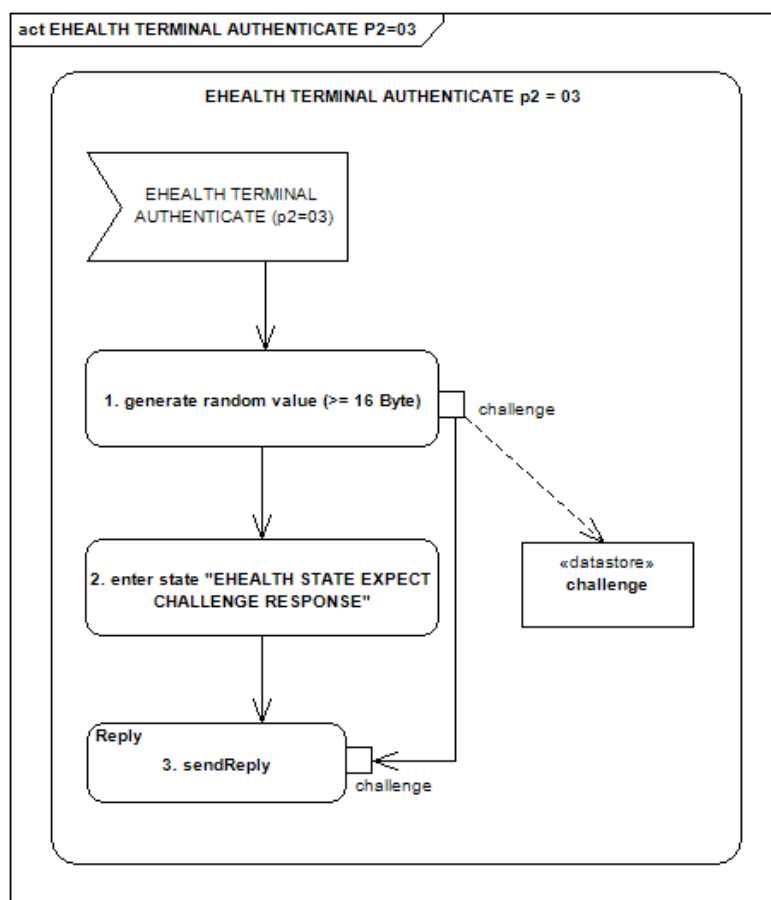 act EHEALTH TERMINAL AUTHENTICATE P2=03
EHEALTH TERMINAL AUTHENTICATE p2 = 03
EHEALTH TERMINAL
AUTHENTICATE (p2=03)
1. generate random value (>= 16 Byte)
challenge
2. enter state "EHEALTH STATE EXPECT
CHALLENGE RESPONSE"
«datastore»
challenge
Reply
3. sendReply
challenge